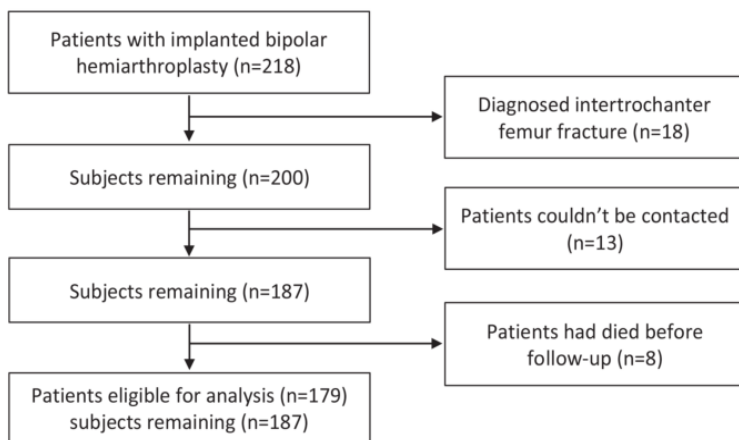 Patients with implanted bipolar
hemiarthroplasty (n=218)
Diagnosed intertrochanter
femur fracture (n=18)
Subjects remaining (n=200)
Patients couldn’t be contacted
(n=13)
Subjects remaining (n=187)
Patients had died before
follow-up (n=8)
Patients eligible for analysis (n=179)
subjects remaining (n=187)